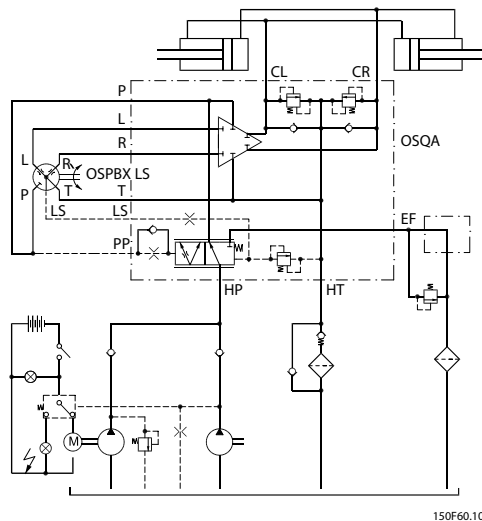 CL CR
P
L
R
OSQA
L R
OSPBX LS
P T T
LS LS
PP
EF
HP HT
M
150F60.10